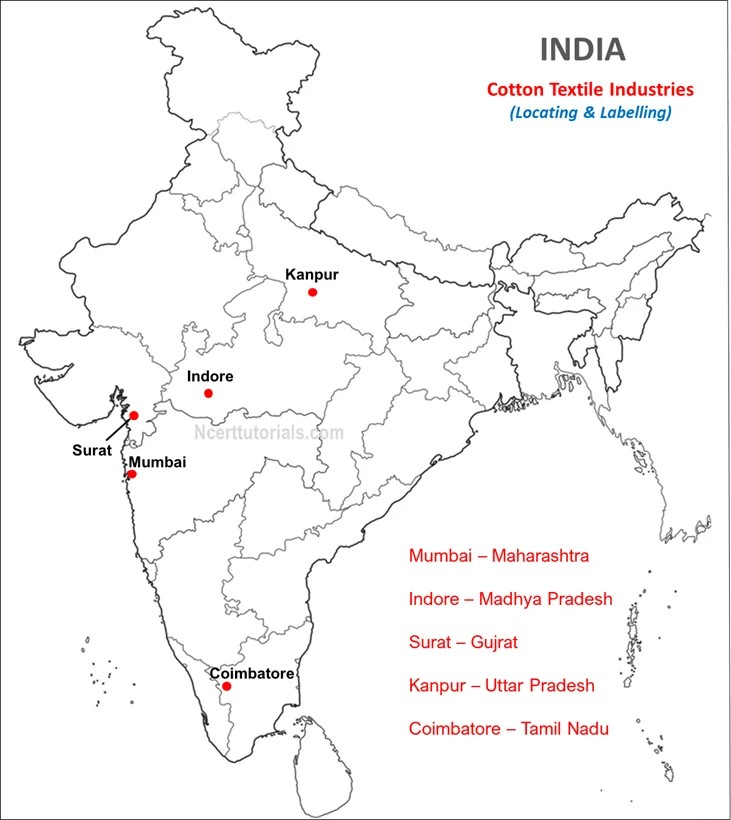 INDIA
Cotton Textile Industries
(Locating & Labelling)
Kanpur
Indore
Ncerttutorials.com
Surat
Mumbai
Mumbai – Maharashtra
Indore – Madhya Pradesh
Surat – Gujrat
Kanpur – Uttar Pradesh
Coimbatore
Coimbatore – Tamil Nadu